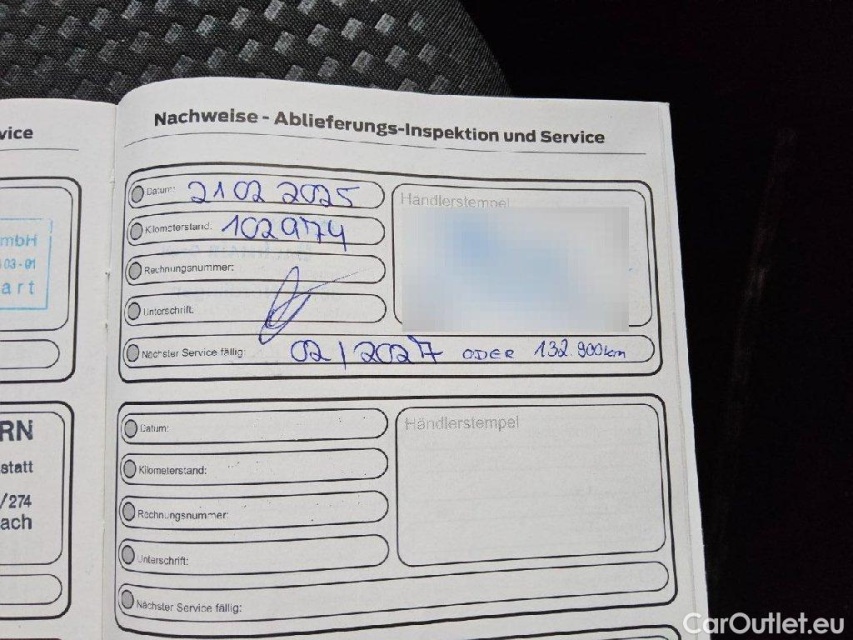 vice
Nachweise - Ablieferungs-Inspektion und Service
mbH
03-01
art
RN
statt
/274
ach
Datum: 21 02 2025
Händlerstempel
Kilometerstand: 102974
Rechnungsnummer:
Unterschrift:
Nächster Service fällig: 02/2027 ODER 132.900km
Datum:
Händlerstempel
Kilometerstand:
Rechnungsnummer:
Unterschrift:
Nächster Service fällig:
CarOutlet.eu